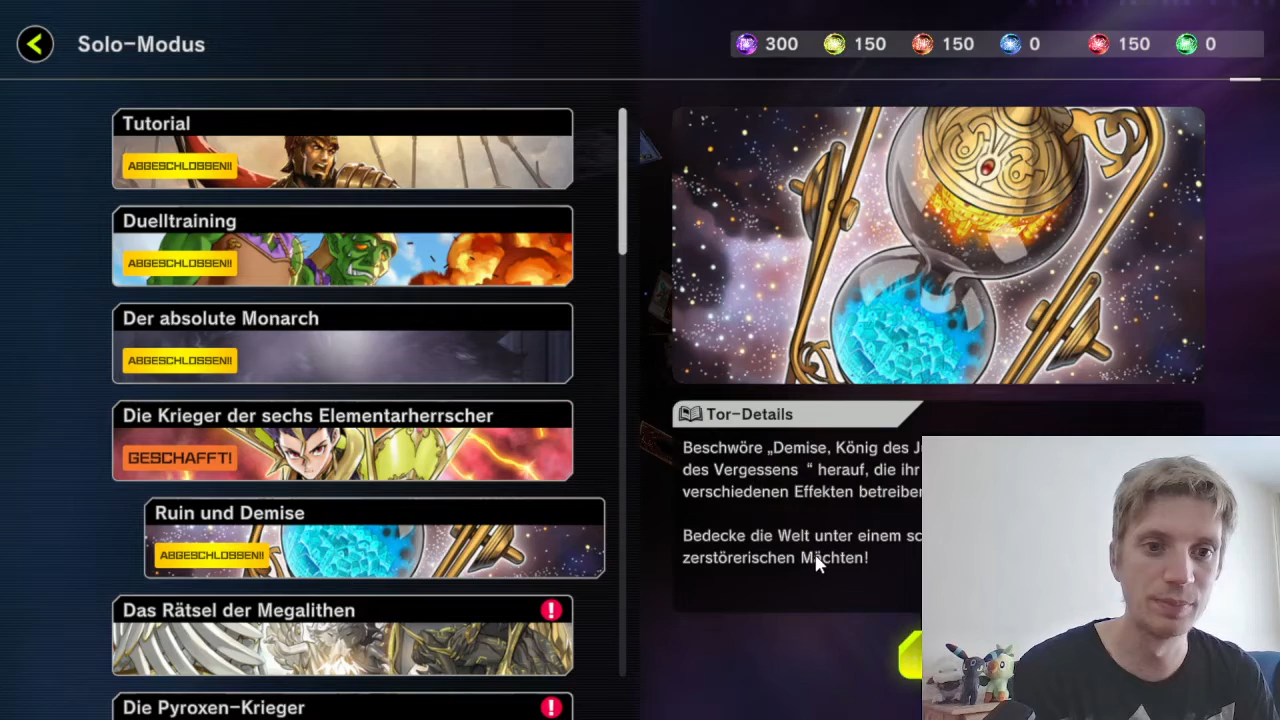 Solo-Modus
300
150
150
0
150
0
Tutorial
ABGESCHLOSSEN!!
Duelltraining
ABGESCHLOSSEN!!
Der absolute Monarch
ABGESCHLOSSEN!!
Die Krieger der sechs Elementarherrscher
GESCHAFFT!
Ruin und Demise
ABGESCHLOSSEN!!
Das Rätsel der Megalithen
!
Die Pyroxen-Krieger
!
Tor-Details
Beschwöre „Demise, König des J
des Vergessens “ herauf, die ihr
verschiedenen Effekten betreiber
Bedecke die Welt unter einem sc
zerstörerischen Mächten!